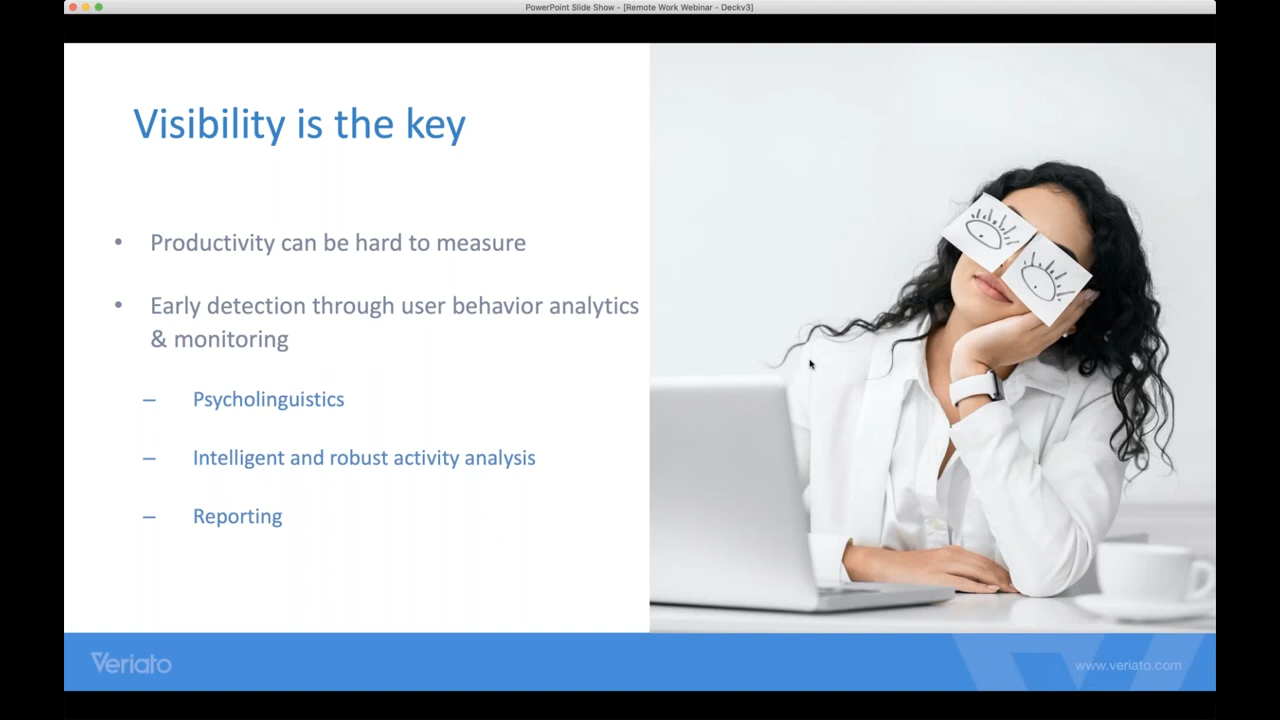 PowerPoint Slide Show - [Remote Work Webinar - Deckv3]
Visibility is the key
• Productivity can be hard to measure
• Early detection through user behavior analytics
& monitoring
– Psycholinguistics
– Intelligent and robust activity analysis
– Reporting
Veriato
www.veriato.com